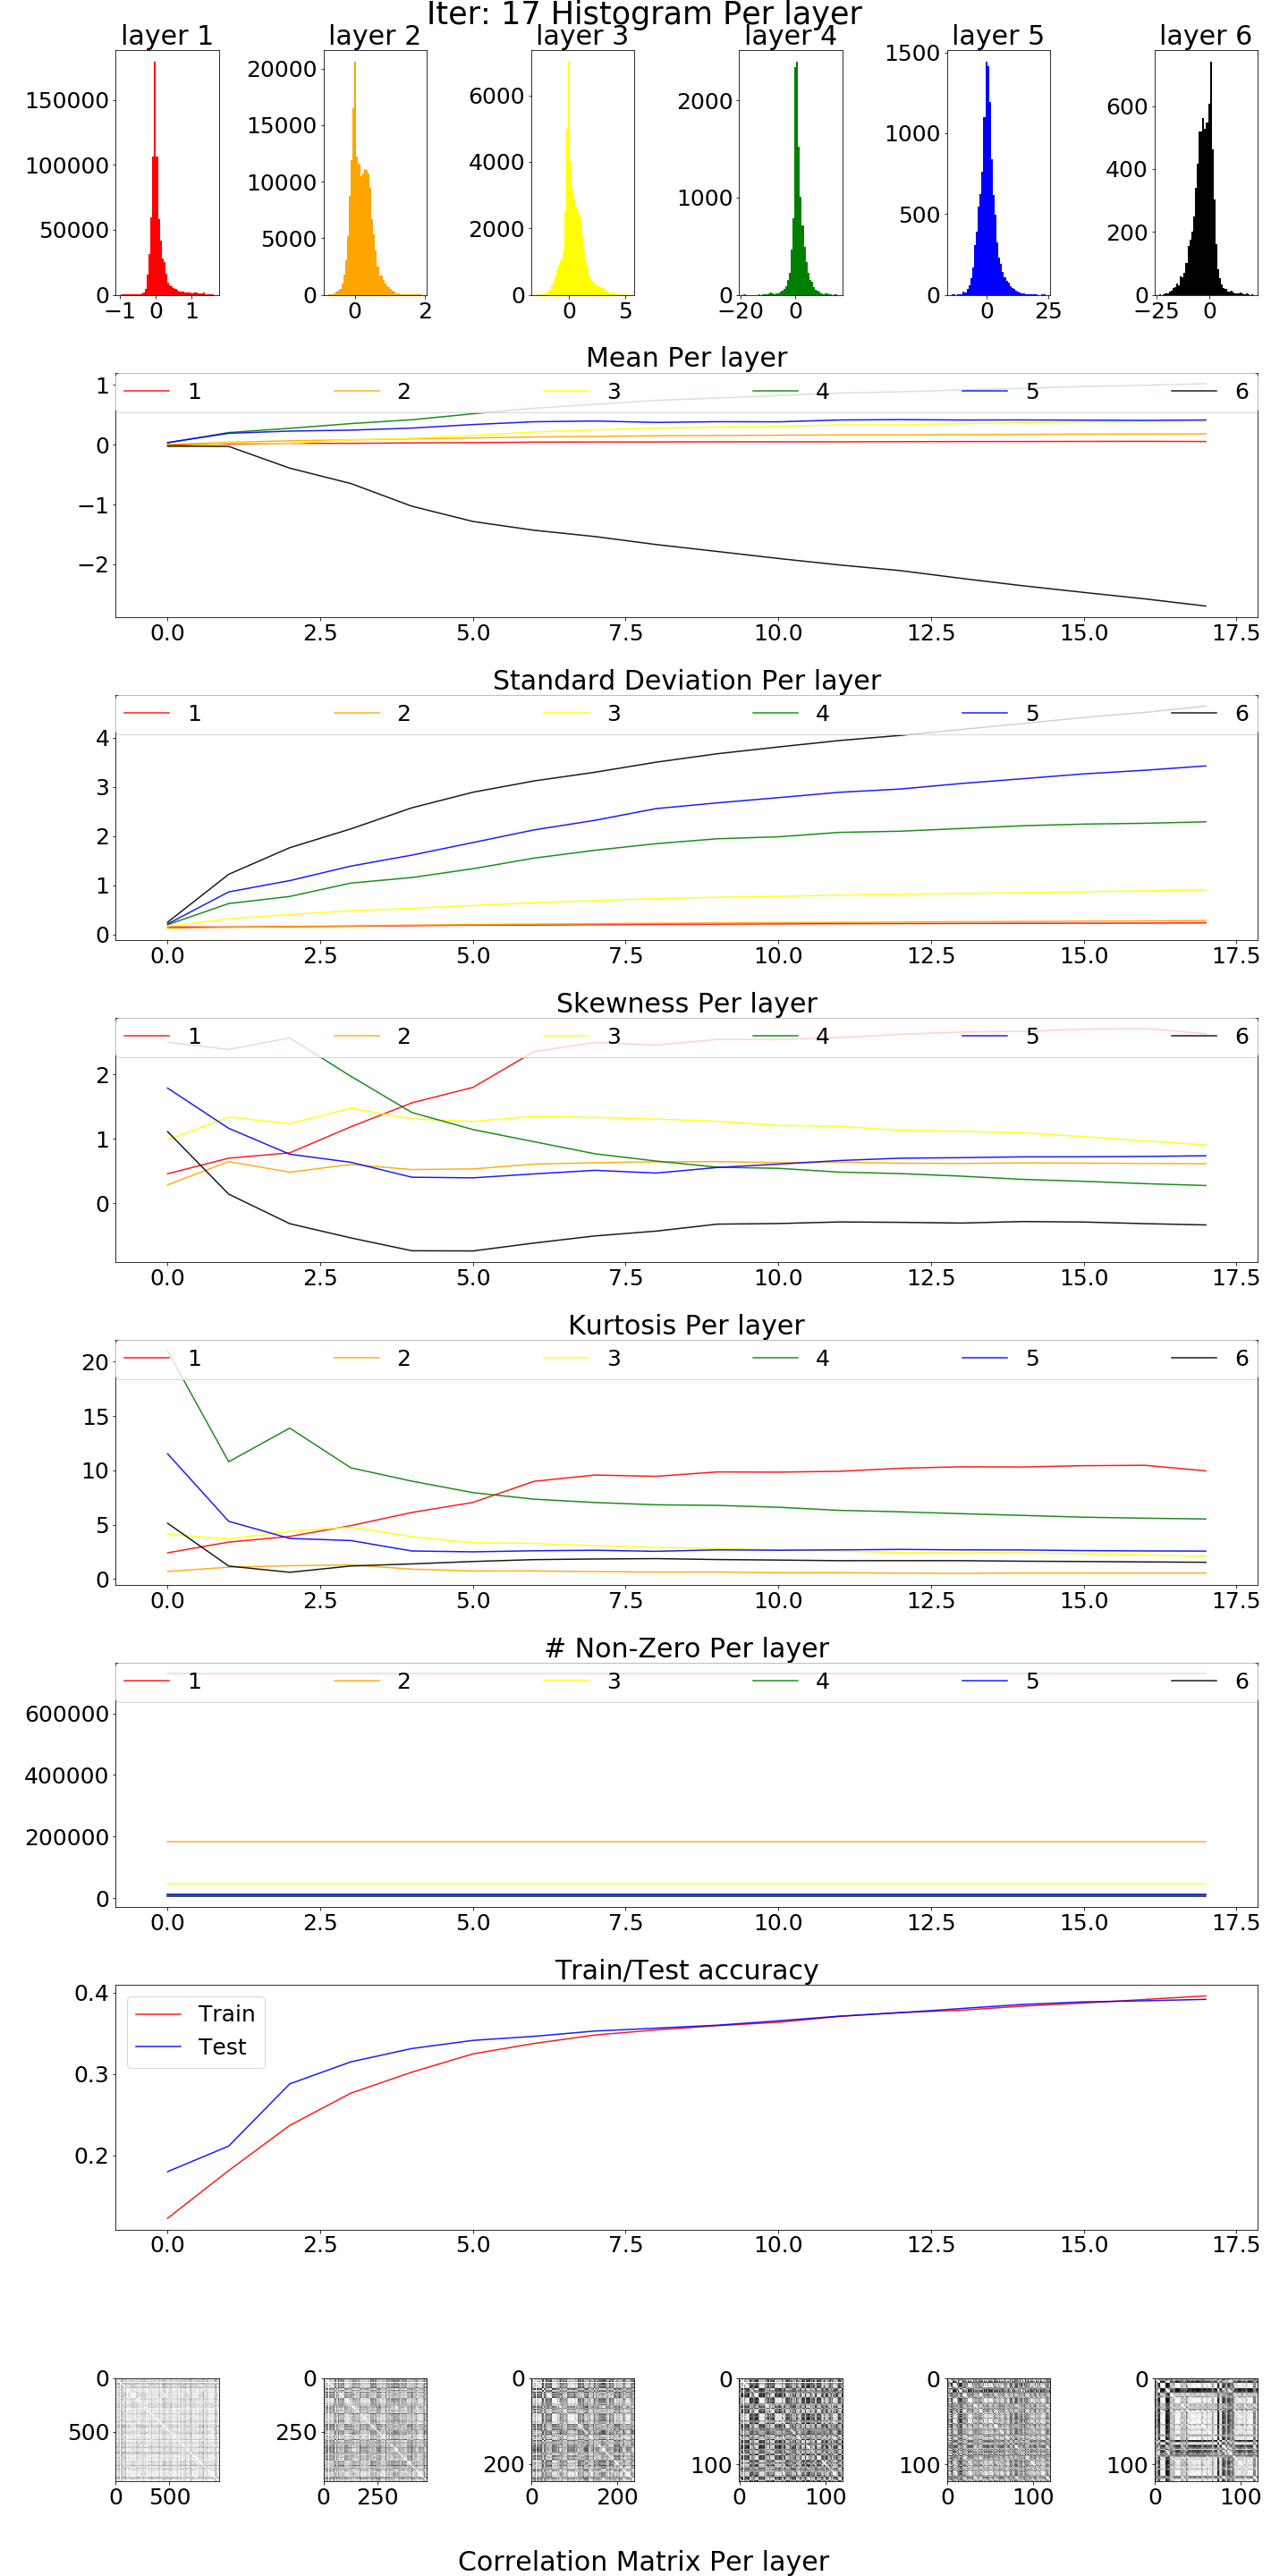 Iter: 17 Histogram Per layer
layer 1 layer 2 layer 3 layer 4 layer 5 layer 6
150000 100000 50000 0
−1 0 1
20000 15000 10000 5000 0
0 2
6000 4000 2000 0
0 5
2000 1000 0
−20 0
1500 1000 500 0
0 25
600 400 200 0
−25 0
Mean Per layer
1 2 3 4 5 6
1
0
−1
−2
0.0 2.5 5.0 7.5 10.0 12.5 15.0 17.5
Standard Deviation Per layer
1 2 3 4 5 6
4
3
2
1
0
0.0 2.5 5.0 7.5 10.0 12.5 15.0 17.5
Skewness Per layer
1 2 3 4 5 6
2
1
0
0.0 2.5 5.0 7.5 10.0 12.5 15.0 17.5
Kurtosis Per layer
1 2 3 4 5 6
20
15
10
5
0
0.0 2.5 5.0 7.5 10.0 12.5 15.0 17.5
# Non-Zero Per layer
1 2 3 4 5 6
600000
400000
200000
0
0.0 2.5 5.0 7.5 10.0 12.5 15.0 17.5
Train/Test accuracy
0.4
Train
Test
0.3
0.2
0.0 2.5 5.0 7.5 10.0 12.5 15.0 17.5
0 500
0 500
0 250
0 250
0 200
0 200
0 100
0 100
0 100
0 100
0 100
0 100
Correlation Matrix Per layer